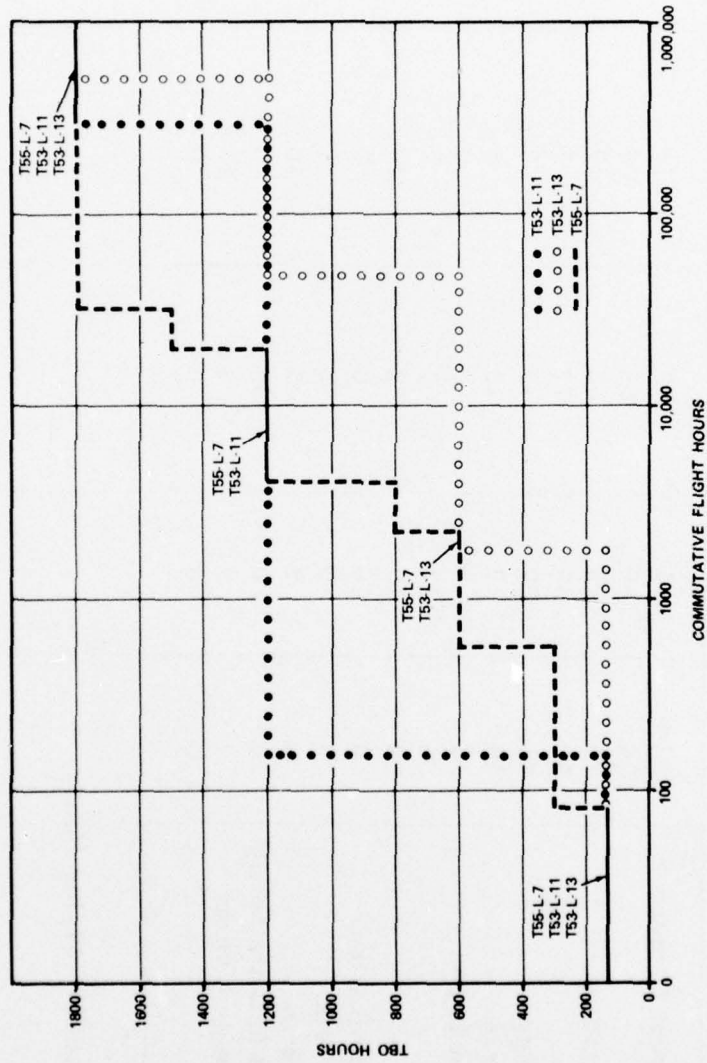 TBO HOURS
1800
1600
1400
1200
1000
800
600
400
200
0
T55-L-7
T53-L-11
T53-L-13
T55-L-7
T53-L-11
T55-L-7
T53-L-13
T55-L-7
T53-L-11
T53-L-13
T53-L-11
T53-L-13
T55-L-7
0
100
1000
10,000
100,000
1,000,000
COMMUTATIVE FLIGHT HOURS